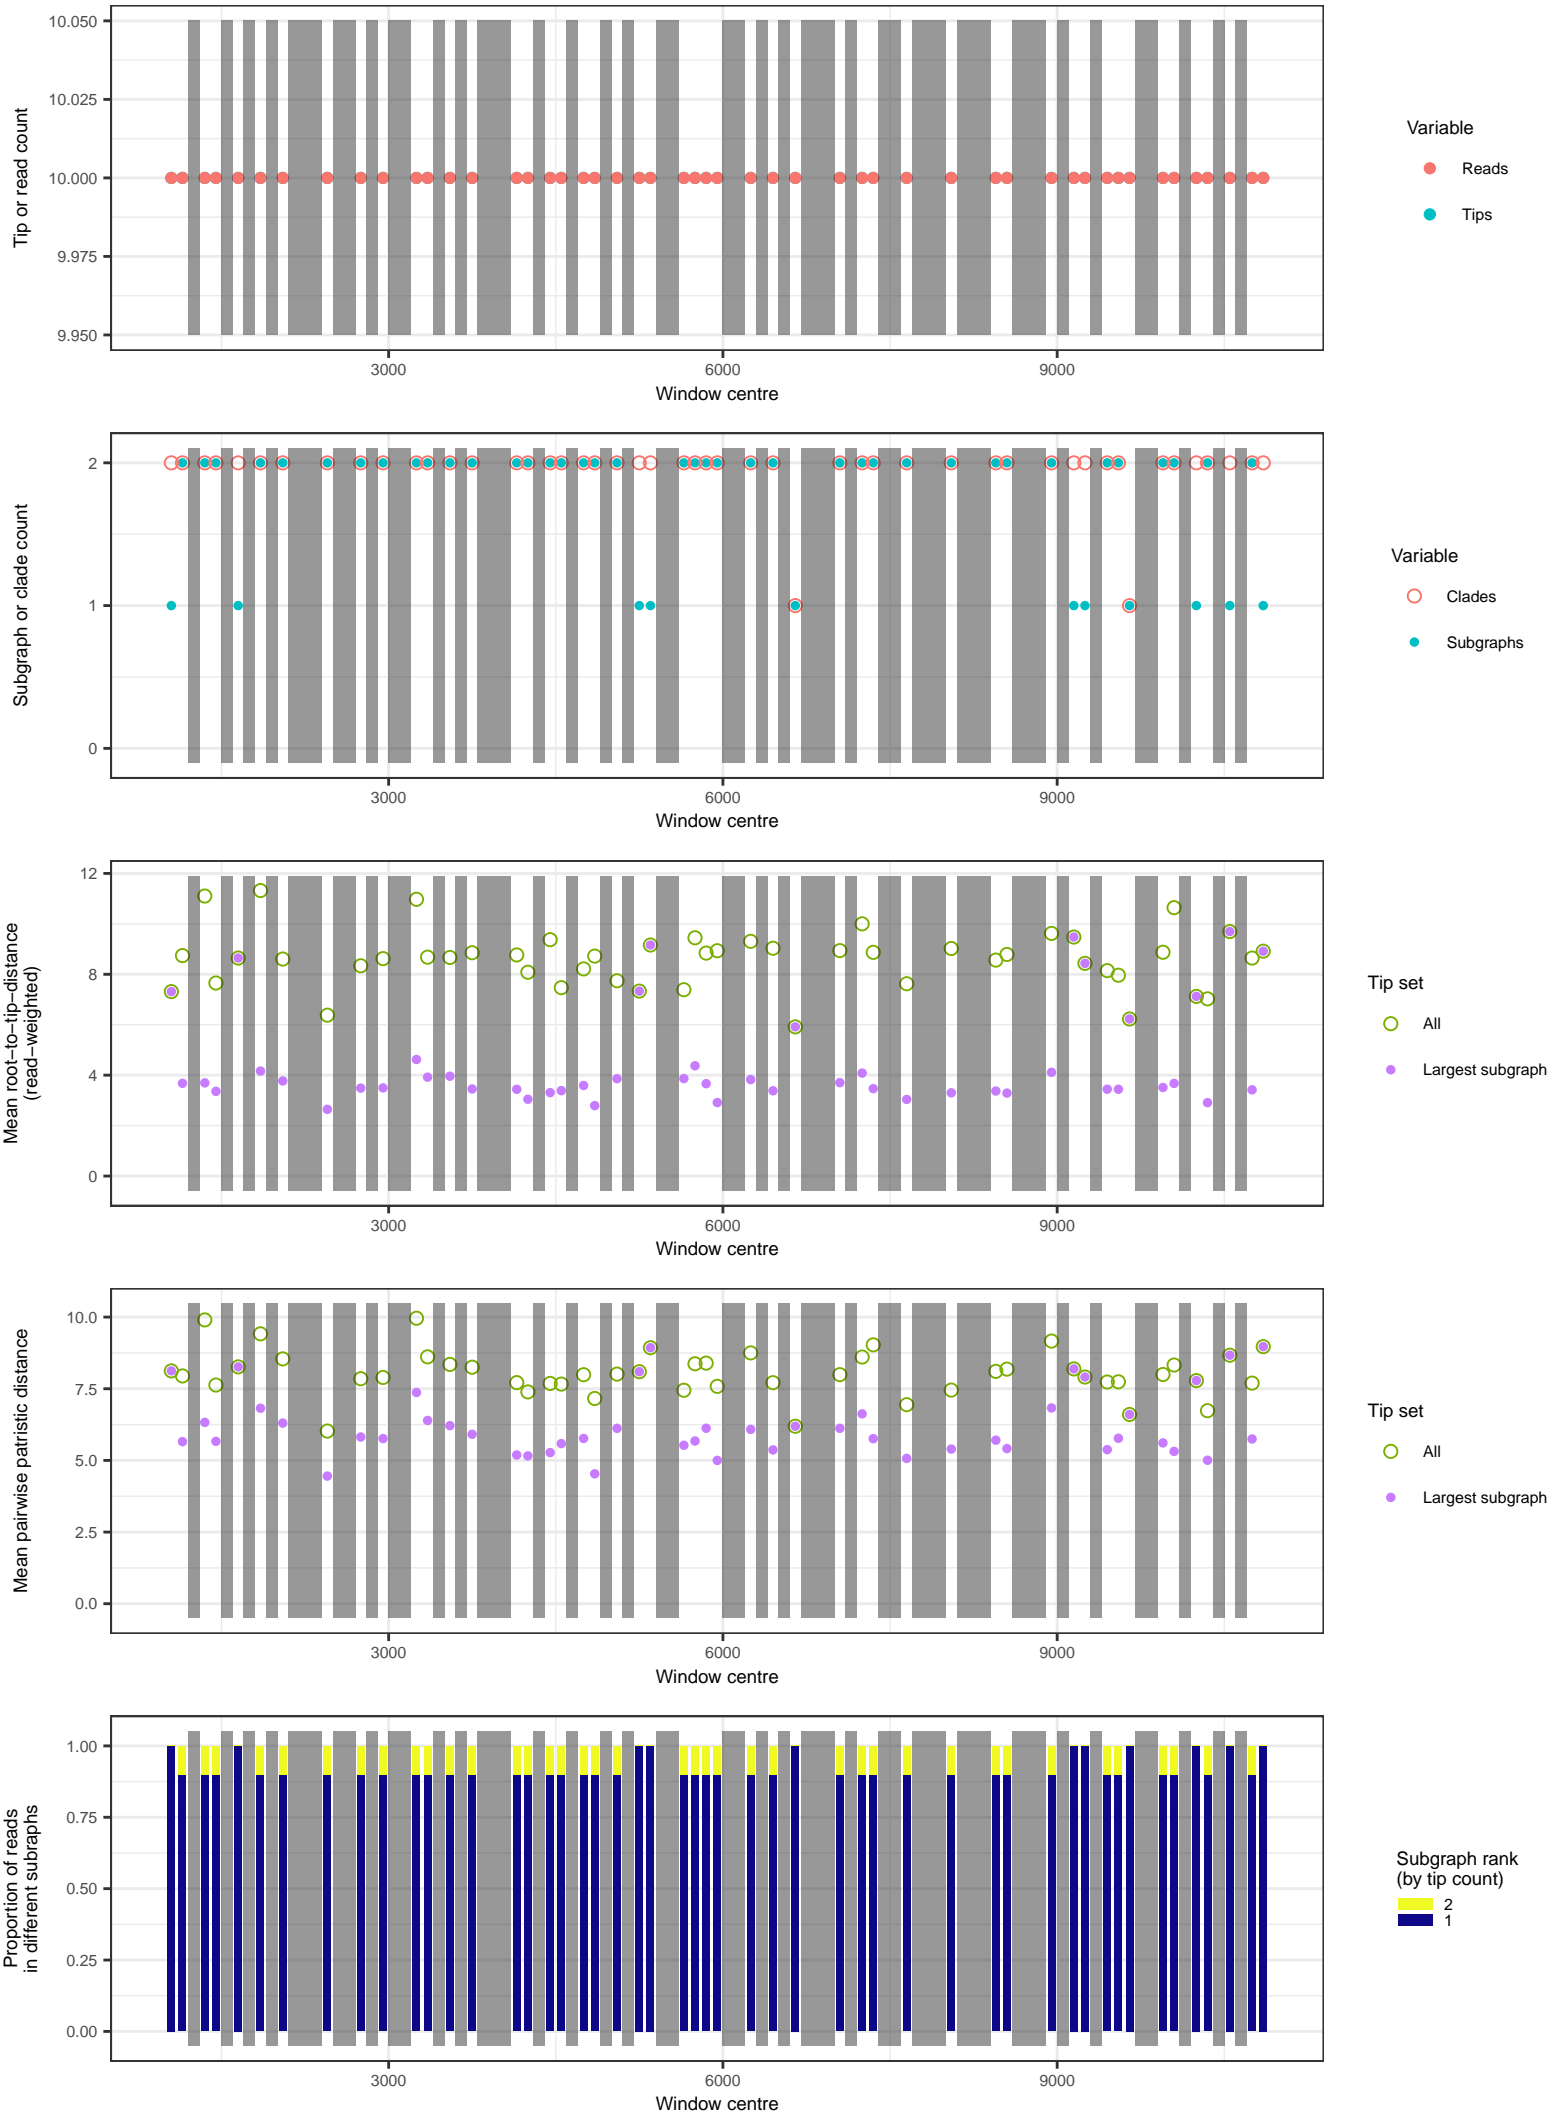 10.050
10.025
10.000
9.975
9.950
Tip or read count
3000
6000
9000
Window centre
Variable
Reads
Tips
2
1
0
Subgraph or clade count
3000
6000
9000
Window centre
Variable
Clades
Subgraphs
12
8
4
0
Mean root−to−tip−distance
(read−weighted)
3000
6000
9000
Window centre
Tip set
All
Largest subgraph
10.0
7.5
5.0
2.5
0.0
Mean pairwise patristic distance
3000
6000
9000
Window centre
Tip set
All
Largest subgraph
1.00
0.75
0.50
0.25
0.00
Proportion of reads
in different subraphs
3000
6000
9000
Window centre
Subgraph rank
(by tip count)
2
1